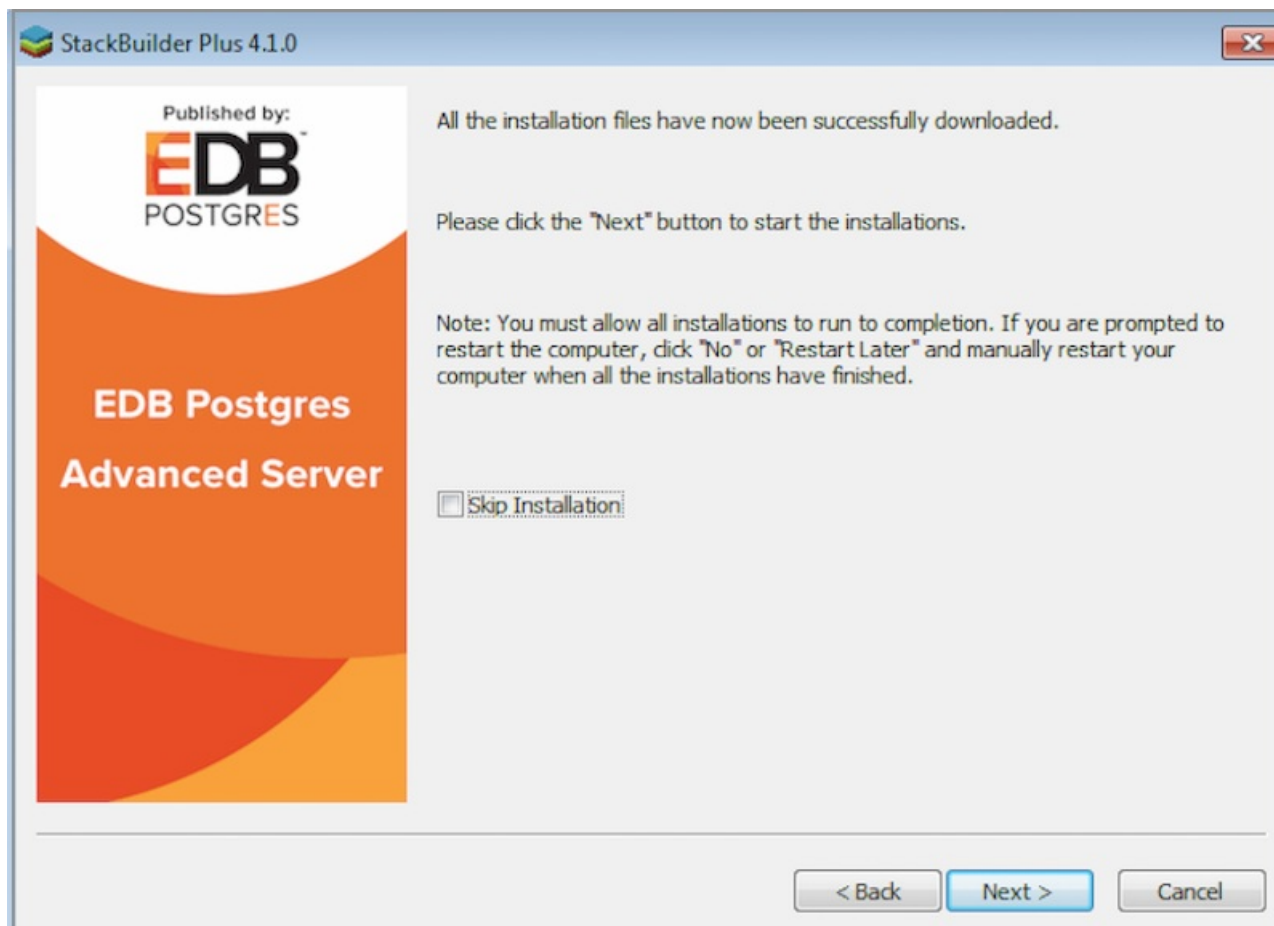 StackBuilder Plus 4.1.0
Published by:
EDB™
POSTGRES
EDB Postgres
Advanced Server
All the installation files have now been successfully downloaded.
Please click the "Next" button to start the installations.
Note: You must allow all installations to run to completion. If you are prompted to
restart the computer, click "No" or "Restart Later" and manually restart your
computer when all the installations have finished.
Skip Installation
< Back
Next >
Cancel